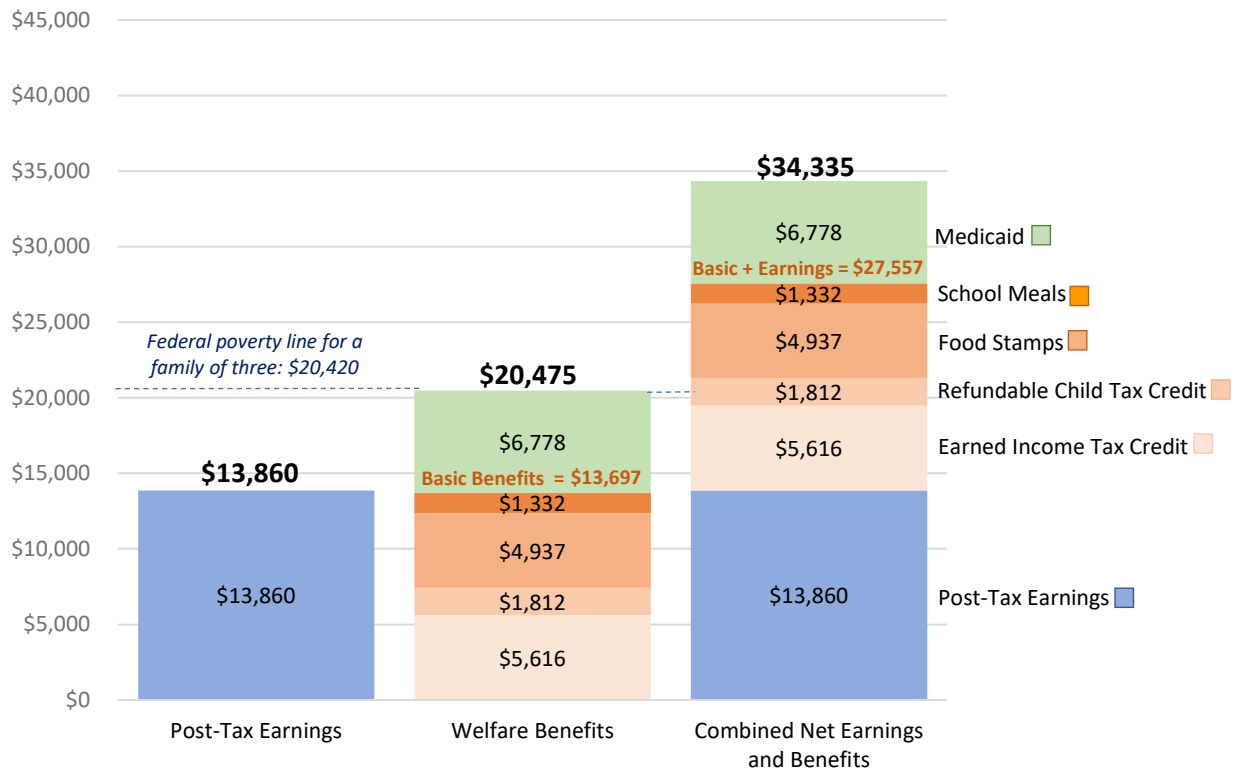 $45,000
$40,000
$35,000
$30,000
$25,000
$20,000
$15,000
$10,000
$5,000
$0
Federal poverty line for a
family of three: $20,420
$13,860
$13,860
$20,475
$6,778
Basic Benefits = $13,697
$1,332
$4,937
$1,812
$5,616
$34,335
$6,778
Basic + Earnings = $27,557
$1,332
$4,937
$1,812
$5,616
$13,860
Medicaid
School Meals
Food Stamps
Refundable Child Tax Credit
Earned Income Tax Credit
Post-Tax Earnings
Post-Tax Earnings
Welfare Benefits
Combined Net Earnings
and Benefits